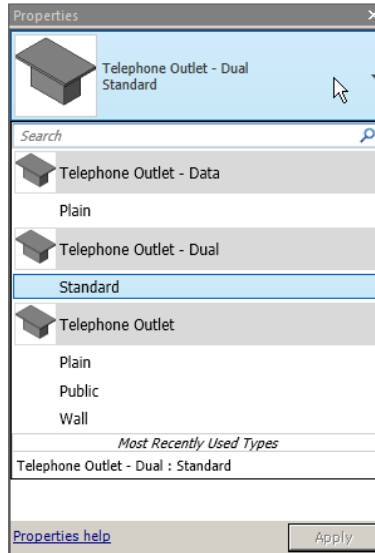 Properties
Telephone Outlet - Dual
Standard
Search
Telephone Outlet - Data
Plain
Telephone Outlet - Dual
Standard
Telephone Outlet
Plain
Public
Wall
Most Recently Used Types
Telephone Outlet - Dual : Standard
Properties help
Apply